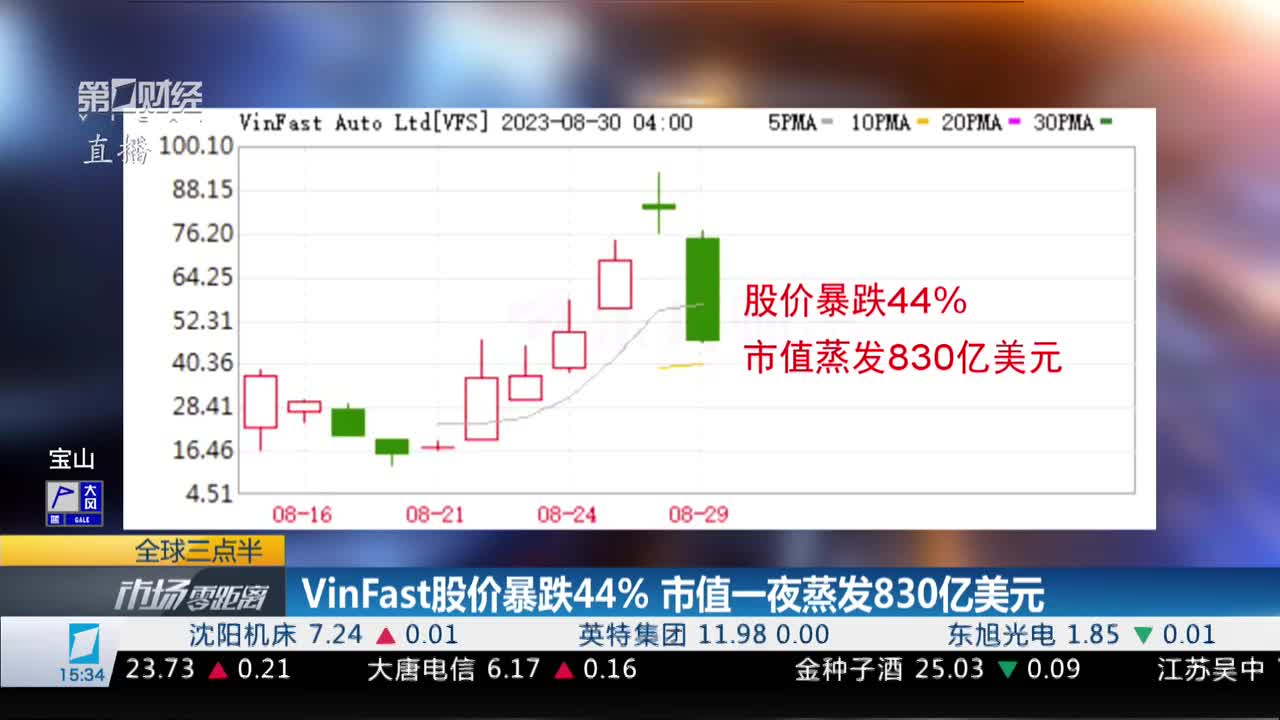 第一财经
直播
VinFast Auto Ltd[VFS] 2023-08-30 04:00 5PMA 10PMA 20PMA 30PMA
100.10
88.15
76.20
64.25
52.31
40.36
28.41
16.46
4.51
08-16 08-21 08-24 08-29
股价暴跌44%
市值蒸发830亿美元
宝山
大风
GALE
全球三点半
市场零距离
VinFast股价暴跌44% 市值一夜蒸发830亿美元
沈阳机床 7.24 ▲ 0.01 英特集团 11.98 0.00 东旭光电 1.85 ▼ 0.01
15:34
23.73 ▲ 0.21 大唐电信 6.17 ▲ 0.16 金种子酒 25.03 ▼ 0.09 江苏吴中